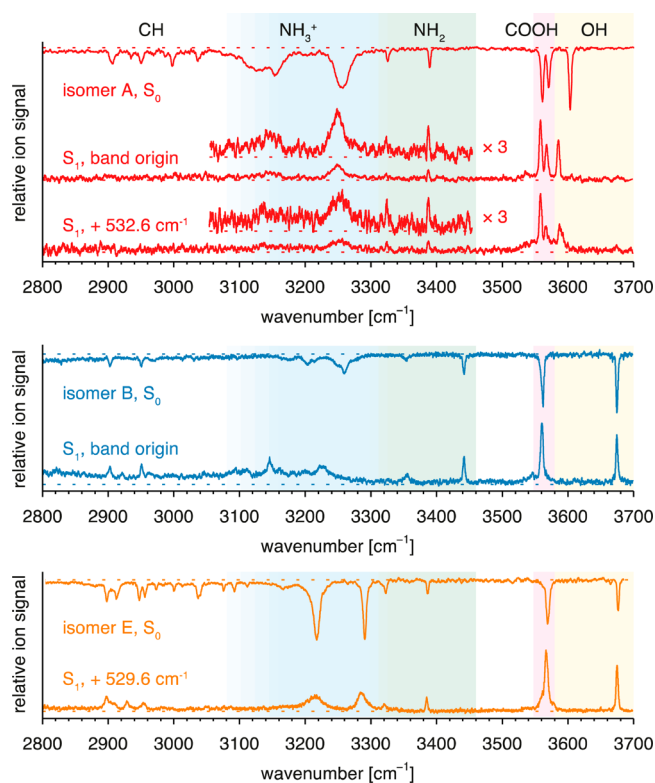 CH NH₃⁺ NH₂ COOH OH
relative ion signal
isomer A, S₀
S₁, band origin
× 3
S₁, + 532.6 cm⁻¹
× 3
2800 2900 3000 3100 3200 3300 3400 3500 3600 3700
wavenumber [cm⁻¹]
relative ion signal
isomer B, S₀
S₁, band origin
2800 2900 3000 3100 3200 3300 3400 3500 3600 3700
wavenumber [cm⁻¹]
relative ion signal
isomer E, S₀
S₁, + 529.6 cm⁻¹
2800 2900 3000 3100 3200 3300 3400 3500 3600 3700
wavenumber [cm⁻¹]